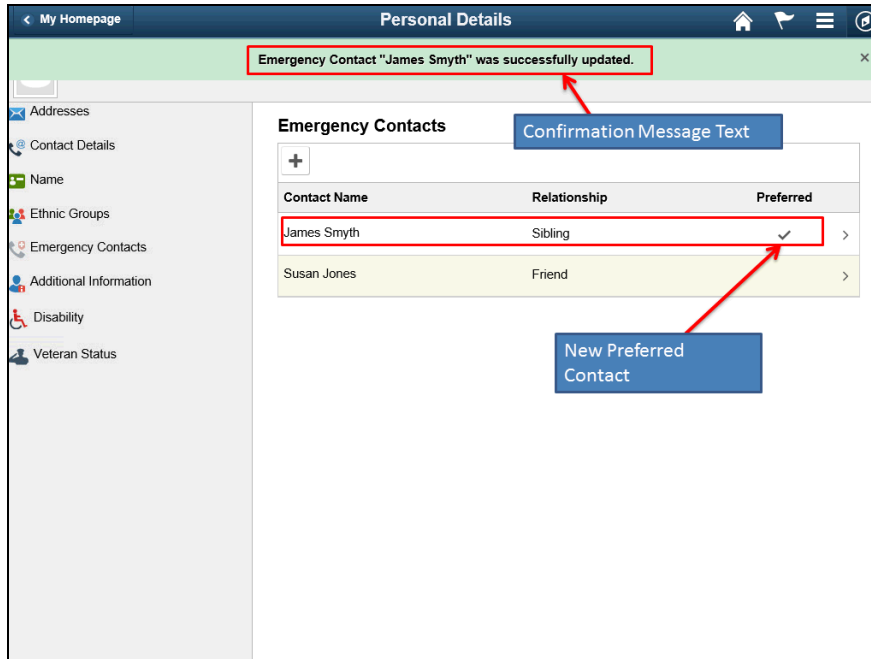 My Homepage
Personal Details
Emergency Contact "James Smyth" was successfully updated.
Addresses
Contact Details
Name
Ethnic Groups
Emergency Contacts
Additional Information
Disability
Veteran Status
Emergency Contacts
Confirmation Message Text
Contact Name Relationship Preferred
James Smyth Sibling
Susan Jones Friend
New Preferred
Contact